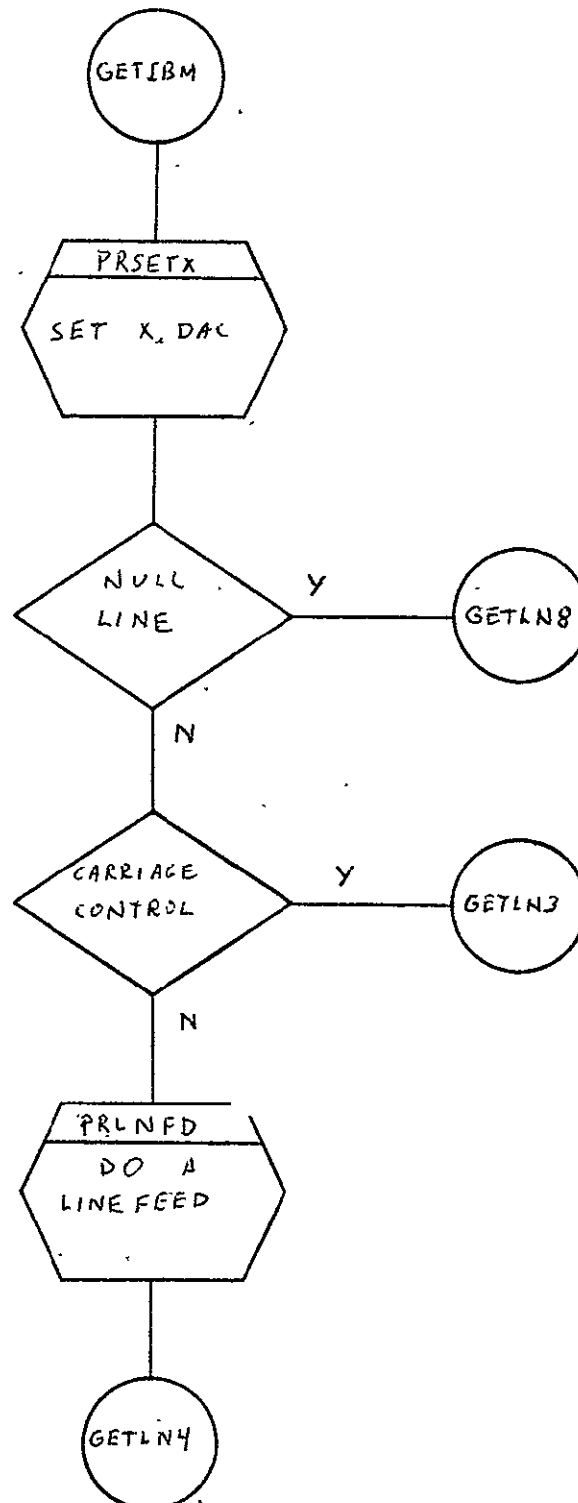 GETIBM
PRSETX
SET X, DAC
NULL
LINE
Y
GETLN8
N
CARRIAGE
CONTROL
Y
GETLN3
N
PRLNFD
DO A
LINE FEED
GETLN4